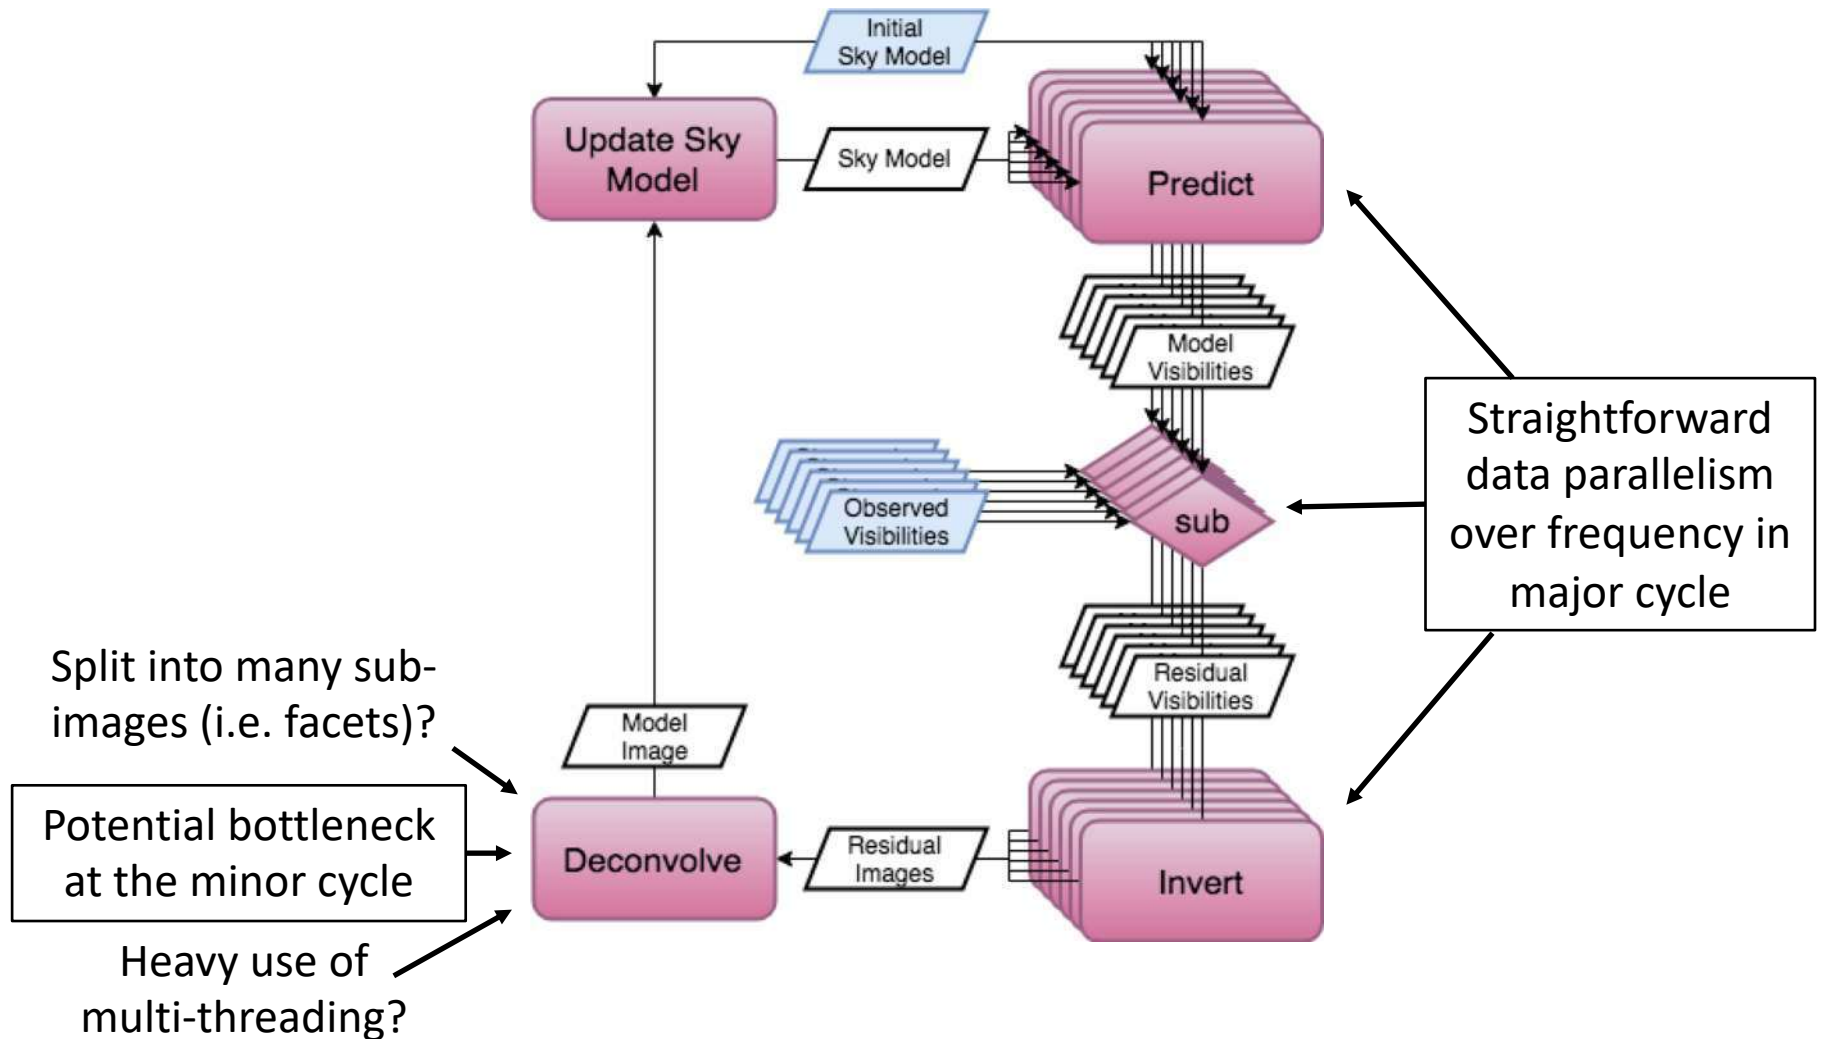 Initial
Sky Model
Update Sky
Model
Sky Model
Predict
Model
Visibilities
Straightforward
data parallelism
over frequency in
major cycle
Observed
Visibilities
sub
Split into many sub-
images (i.e. facets)?
Residual
Visibilities
Model
Image
Potential bottleneck
at the minor cycle
Deconvolve
Residual
Images
Invert
Heavy use of
multi-threading?